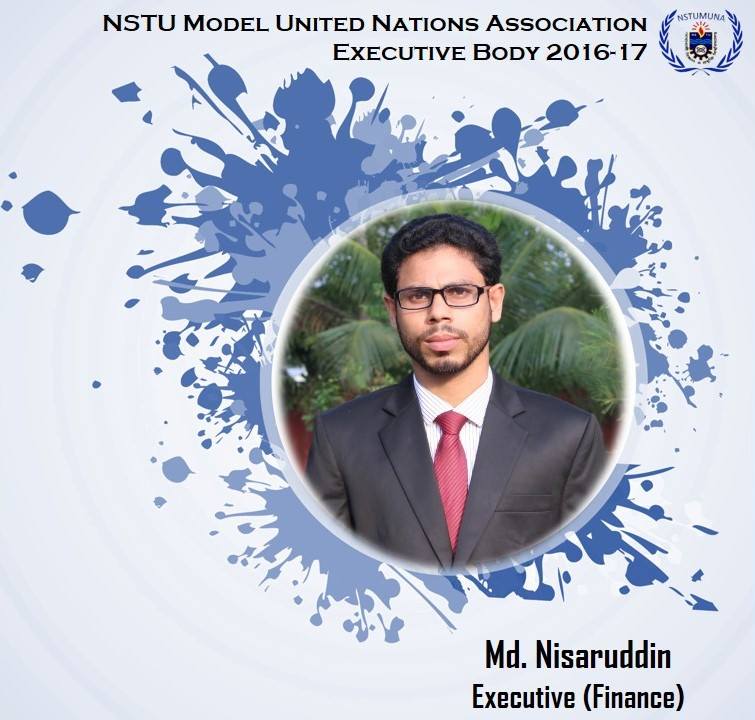 NSTU MODEL UNITED NATIONS ASSOCIATION
EXECUTIVE BODY 2016-17
NSTUMUNA
Md. Nisaruddin
Executive (Finance)